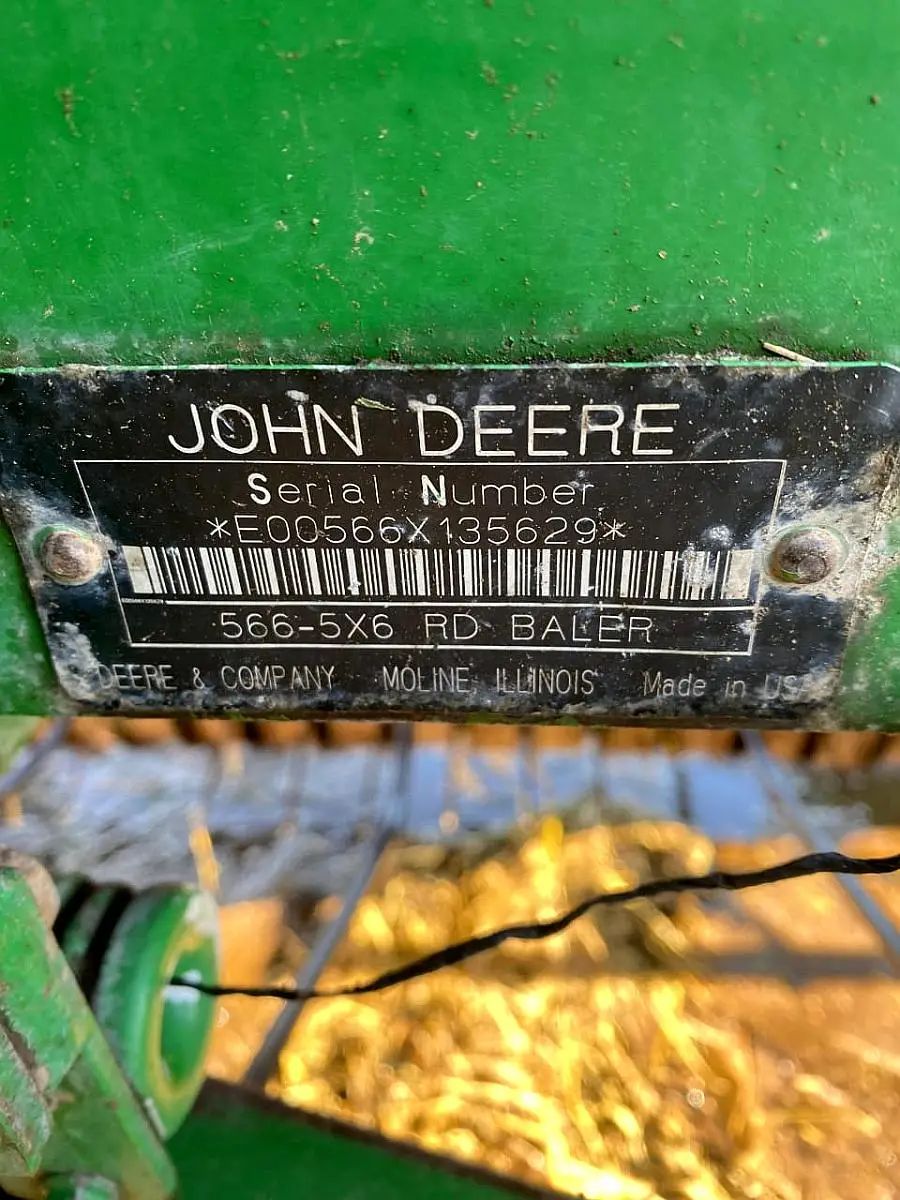 JOHN DEERE
Serial Number
*E00566X135629*
566-5X6 RD BALER
DEERE & COMPANY MOLINE, ILLINOIS Made in USA